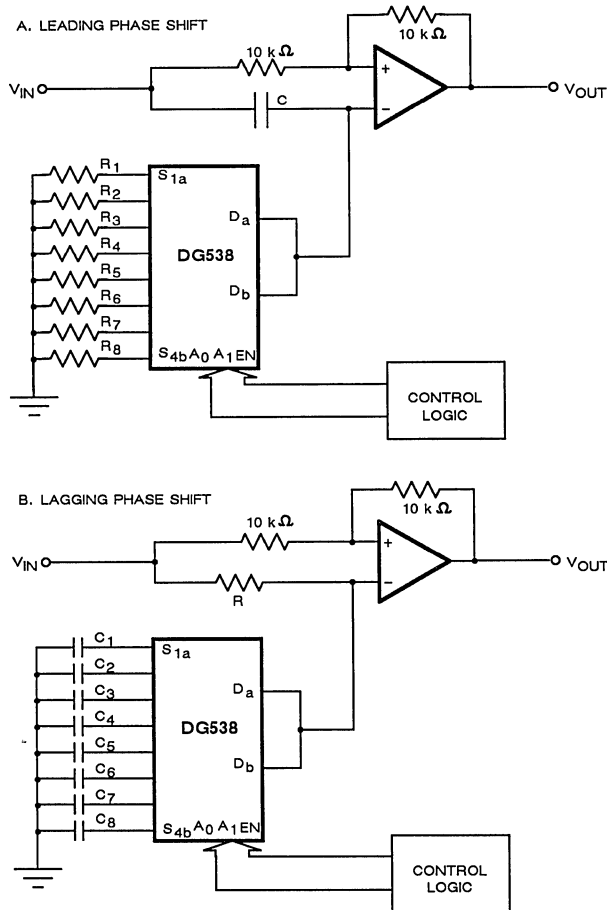 A. LEADING PHASE SHIFT
10 kΩ
10 kΩ
+
VIN
C
−
VOUT
R1
S1a
R2
R3
Da
R4
DG538
R5
R6
Db
R7
R8
S4b A0 A1 EN
CONTROL
LOGIC
B. LAGGING PHASE SHIFT
10 kΩ
10 kΩ
+
VIN
R
−
VOUT
C1
S1a
C2
C3
Da
C4
DG538
C5
C6
Db
C7
C8
S4b A0 A1 EN
CONTROL
LOGIC